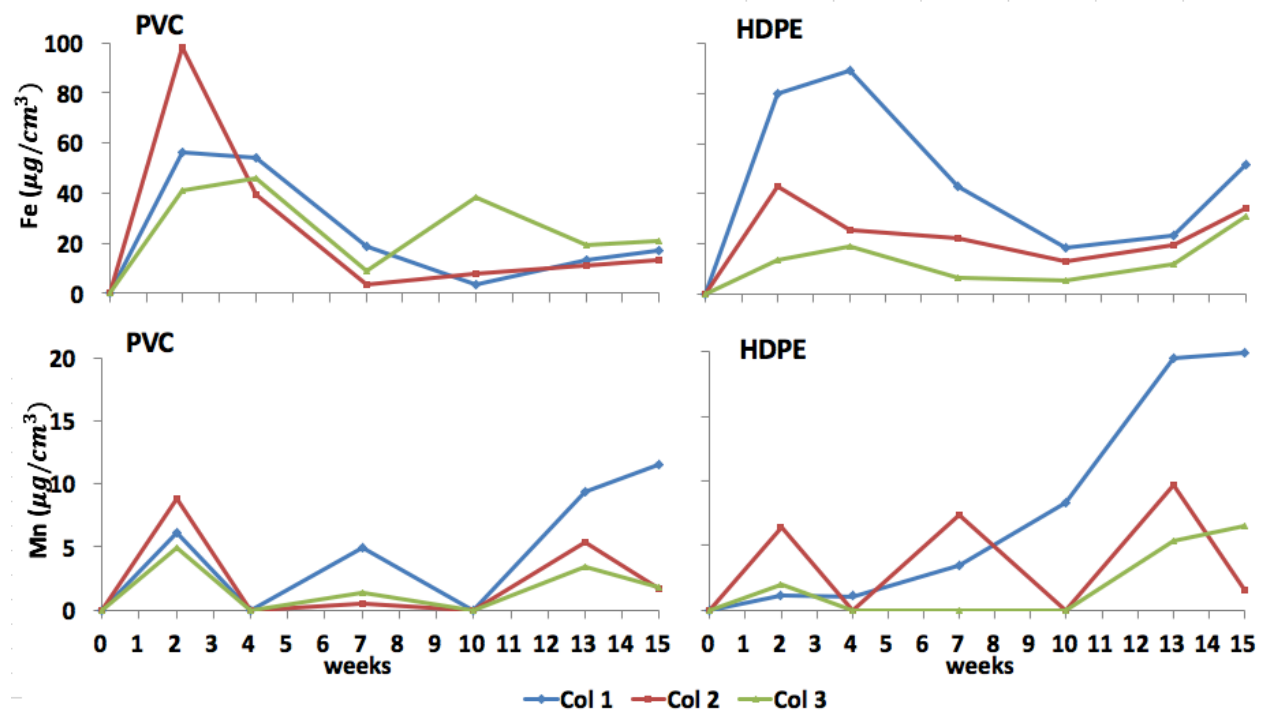 PVC
HDPE
100
80
60
40
20
0
Fe (μg/cm³)
PVC
HDPE
20
15
10
5
0
Mn (μg/cm³)
0 1 2 3 4 5 6 7 8 9 10 11 12 13 15
0 1 2 3 4 5 6 7 8 9 10 11 12 13 15
weeks
weeks
Col 1 Col 2 Col 3